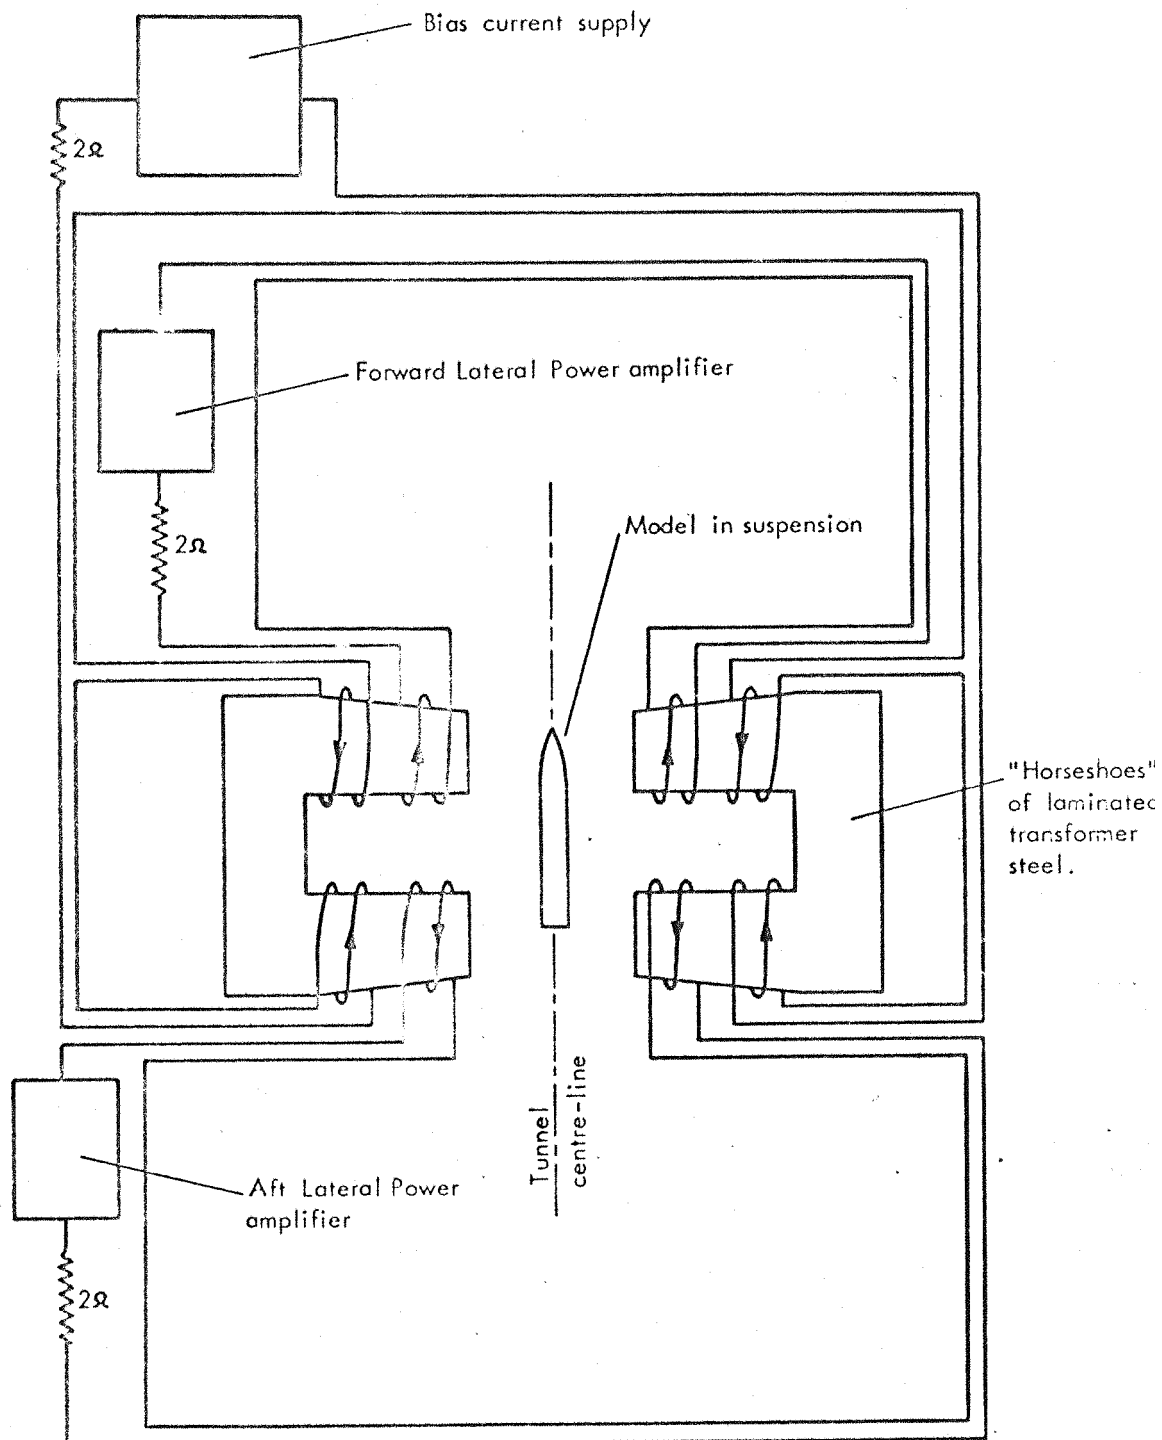 Bias current supply
2Ω
Forward Lateral Power amplifier
2Ω
Model in suspension
"Horseshoes"
of laminated
transformer
steel.
Tunnel
centre-line
Aft Lateral Power
amplifier
2Ω